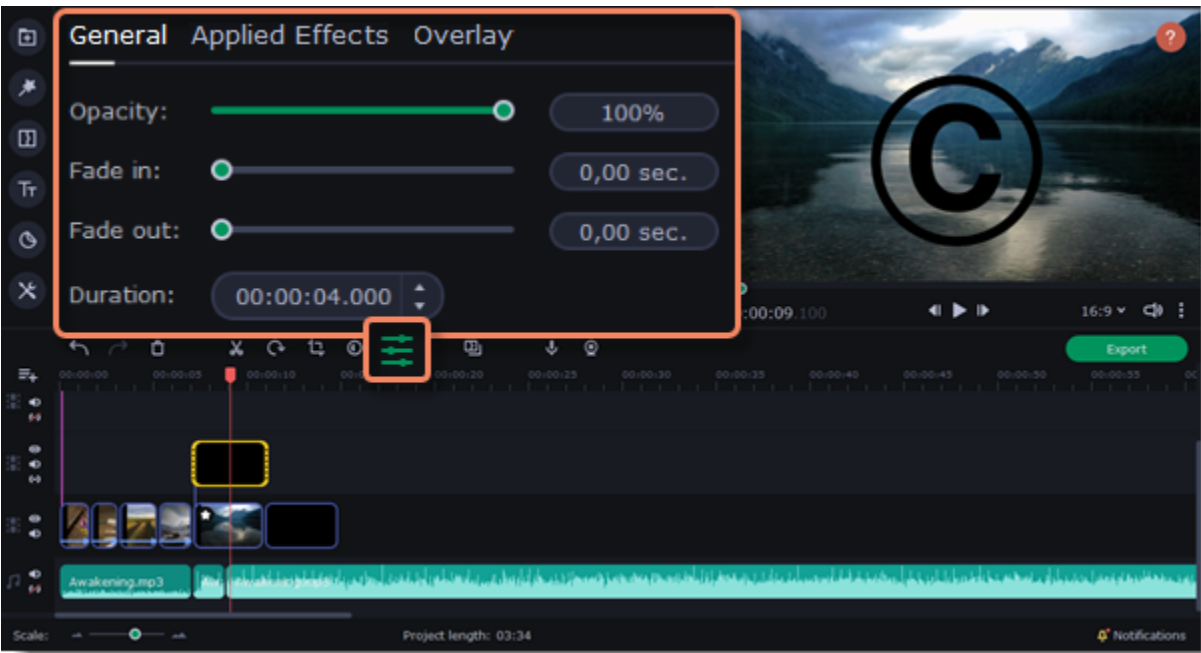 General Applied Effects Overlay
?
Opacity: 100%
Fade in: 0,00 sec.
Tт
Fade out: 0,00 sec.
Duration: 00:00:04.000
:00:09.100
16:9
©
Export
00:00:00 00:00:05 00:00:10 00:00:20 00:00:25 00:00:30 00:00:35 00:00:40 00:00:45 00:00:50 00:00:55
Awakening.mp3
Scale:
Project length: 03:34
Notifications